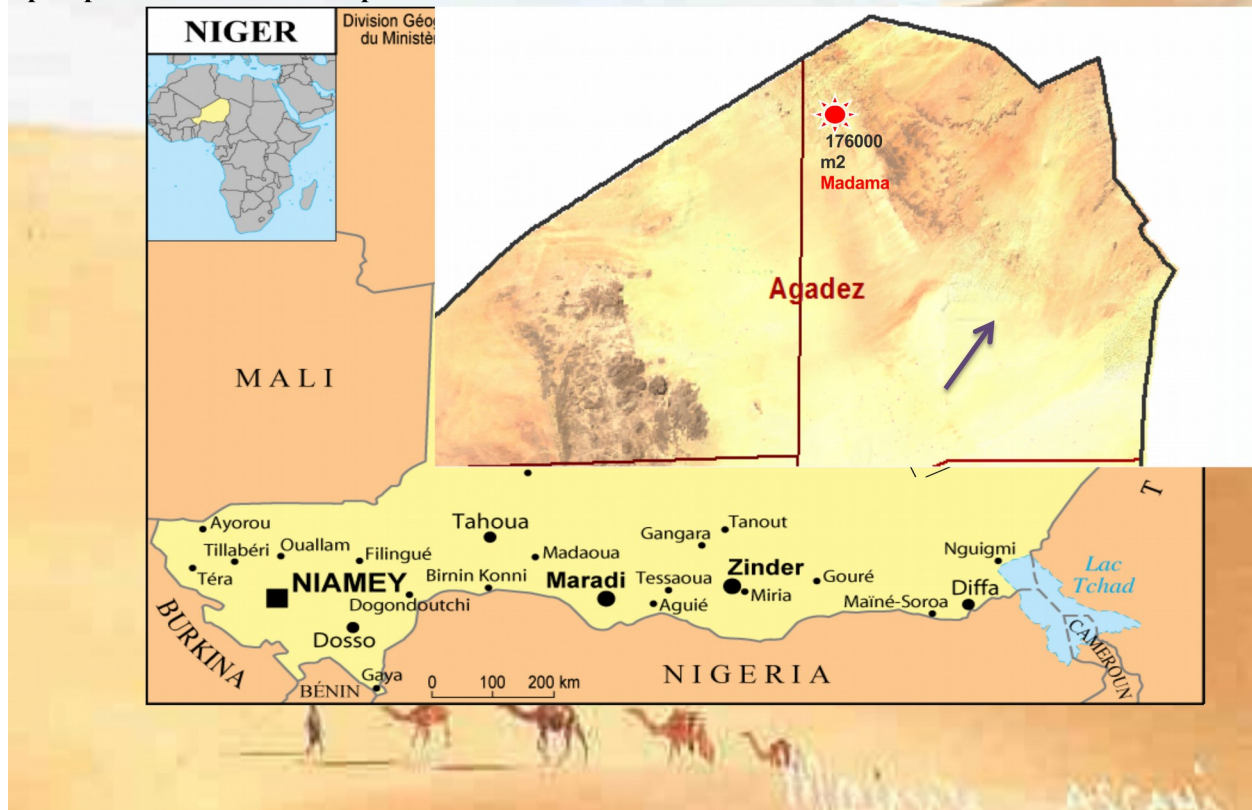 NIGER
Division Géog
du Ministè
176000
m2
Madama
Agadez
MALI
T
Ayorou
Tahoua
Gangara
Tanout
Tillabéri
Ouallam
Filingué
Madaoua
Nguigmi
Téra
NIAMEY
Birnin Konni
Maradi
Tessaoua
Zinder
Gouré
Lac
Tchad
Dogondoutchi
Aguié
Miria
Maïné-Soroa
Diffa
Dosso
BURKINA
CAMEROUN
Gaya
BÉNIN
0 100 200 km
NIGERIA